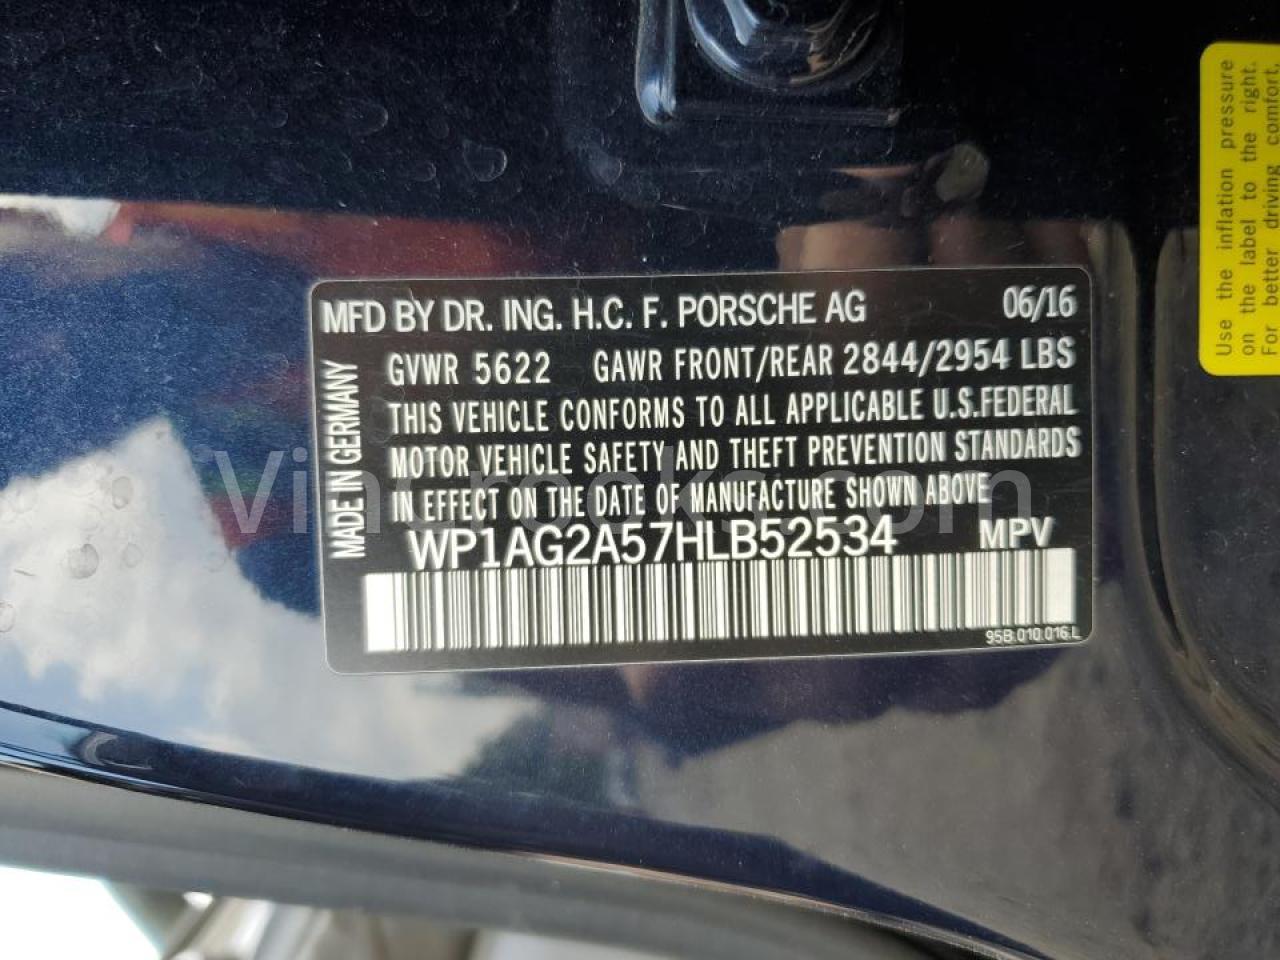 MFD BY DR. ING. H.C. F. PORSCHE AG 06/16
GVWR 5622 GAWR FRONT/REAR 2844/2954 LBS
THIS VEHICLE CONFORMS TO ALL APPLICABLE U.S.FEDERAL
MOTOR VEHICLE SAFETY AND THEFT PREVENTION STANDARDS
IN EFFECT ON THE DATE OF MANUFACTURE SHOWN ABOVE
WP1AG2A57HLB52534 MPV
95B.010.016.L
MADE IN GERMANY
Use the inflation pressure
on the label to the right.
For better driving comfort,